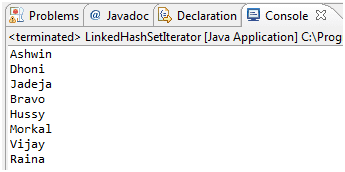 Problems @ Javadoc Declaration Console
<terminated> LinkedHashSetIterator [Java Application] C:\Prog
Ashwin
Dhoni
Jadeja
Bravo
Hussy
Morkal
Vijay
Raina